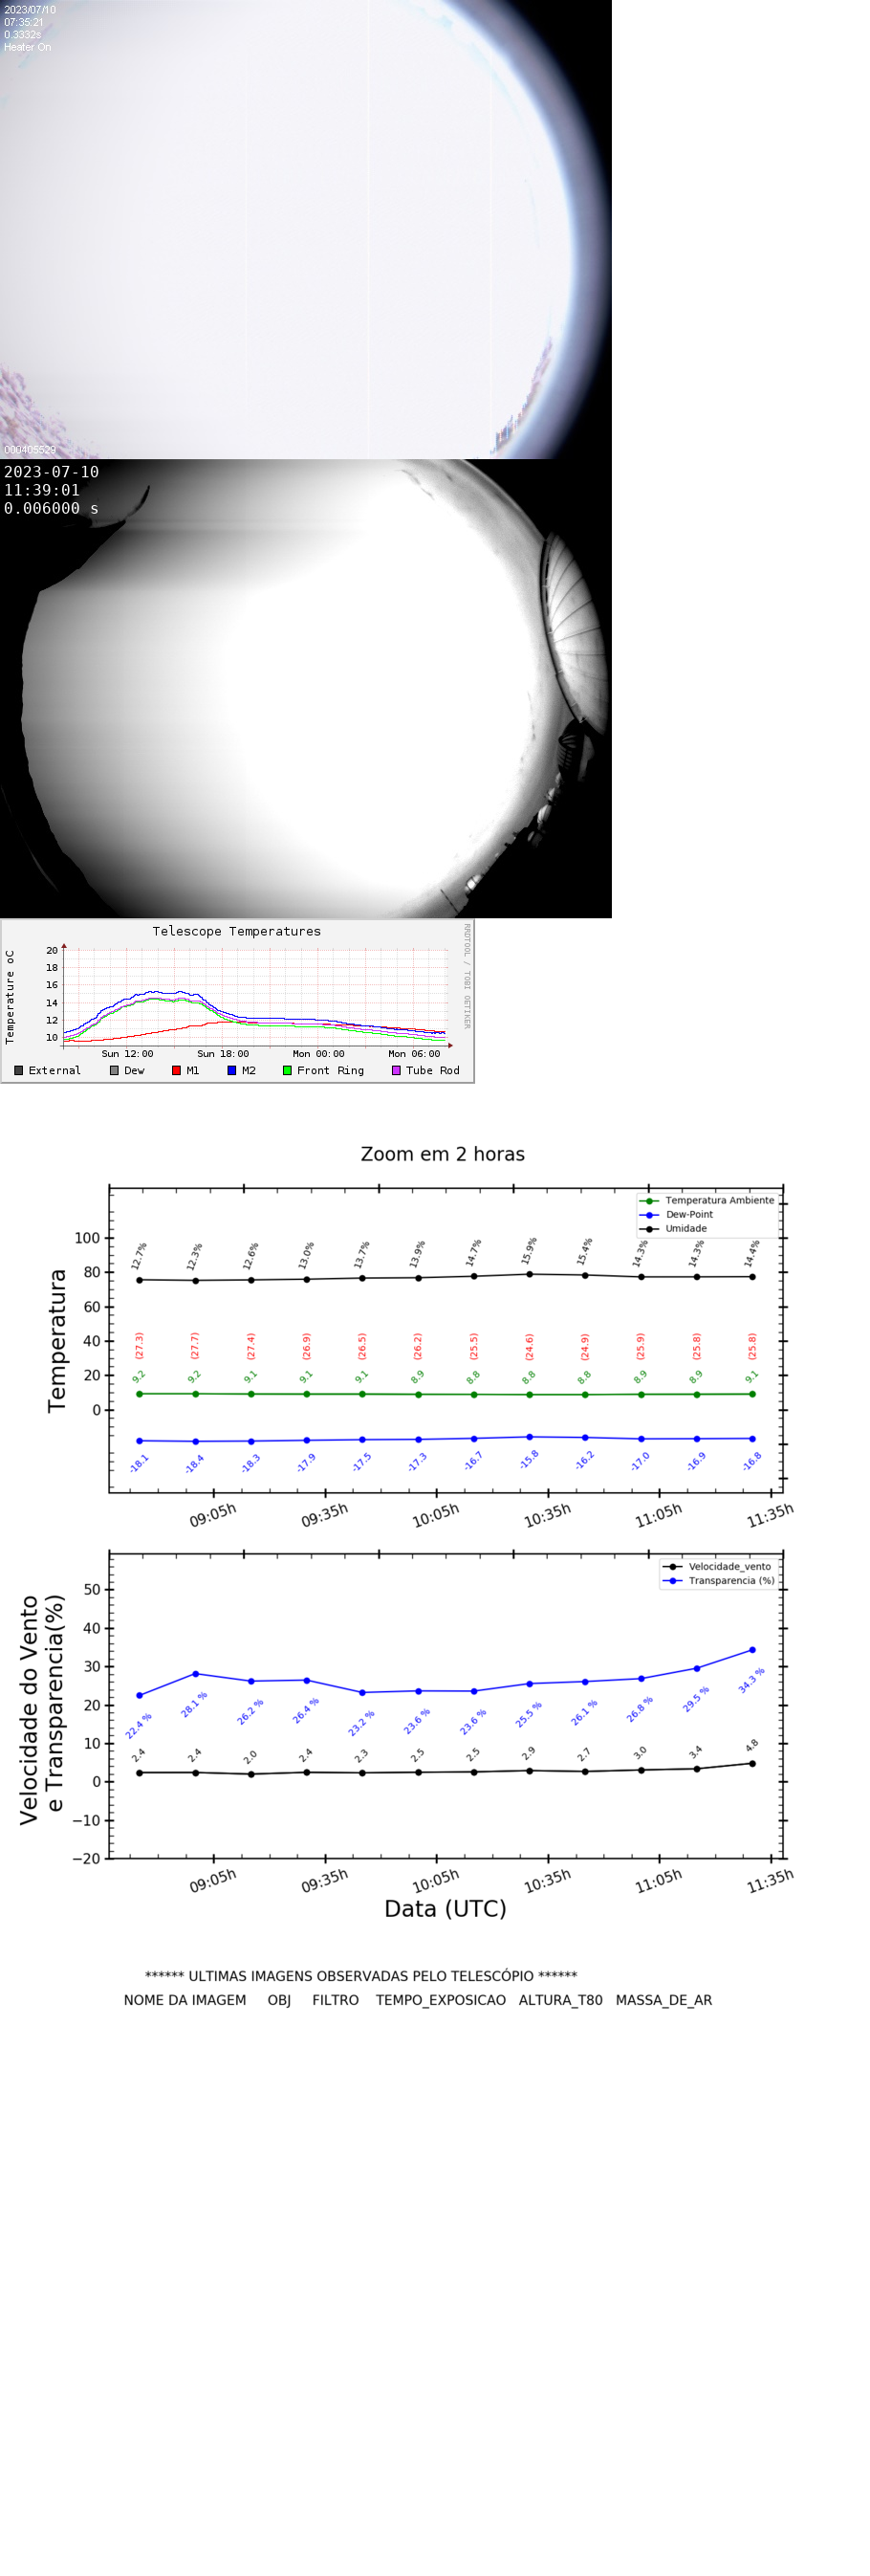 2023/07/10
07:35:21
0.3332s
Heater On
000405529
2023-07-10
11:39:01
0.006000 s
Telescope Temperatures
RRDTOOL / TOBI OETIKER
Temperature oC
20
18
16
14
12
10
Sun 12:00 Sun 18:00 Mon 00:00 Mon 06:00
External Dew M1 M2 Front Ring Tube Rod
Zoom em 2 horas
Temperatura Ambiente
Dew-Point
Umidade
Temperatura
100
80
60
40
20
0
12.7% 12.3% 12.6% 13.0% 13.7% 13.9% 14.7% 15.9% 15.4% 14.3% 14.3% 14.4%
(27.3) (27.7) (27.4) (26.9) (26.5) (26.2) (25.5) (24.6) (24.9) (25.9) (25.8) (25.8)
9.2 9.2 9.1 9.1 9.1 8.9 8.8 8.8 8.8 8.9 8.9 9.1
-18.1 -18.4 -18.3 -17.9 -17.5 -17.3 -16.7 -15.8 -16.2 -17.0 -16.9 -16.8
09:05h 09:35h 10:05h 10:35h 11:05h 11:35h
Velocidade_vento
Transparencia (%)
Velocidade do Vento
e Transparencia(%)
50
40
30
20
10
0
−10
−20
22.4 % 28.1 % 26.2 % 26.4 % 23.2 % 23.6 % 23.6 % 25.5 % 26.1 % 26.8 % 29.5 % 34.3 %
2.4 2.4 2.0 2.4 2.3 2.5 2.5 2.9 2.7 3.0 3.4 4.8
09:05h 09:35h 10:05h 10:35h 11:05h 11:35h
Data (UTC)
****** ULTIMAS IMAGENS OBSERVADAS PELO TELESCÓPIO ******
NOME DA IMAGEM OBJ FILTRO TEMPO_EXPOSICAO ALTURA_T80 MASSA_DE_AR